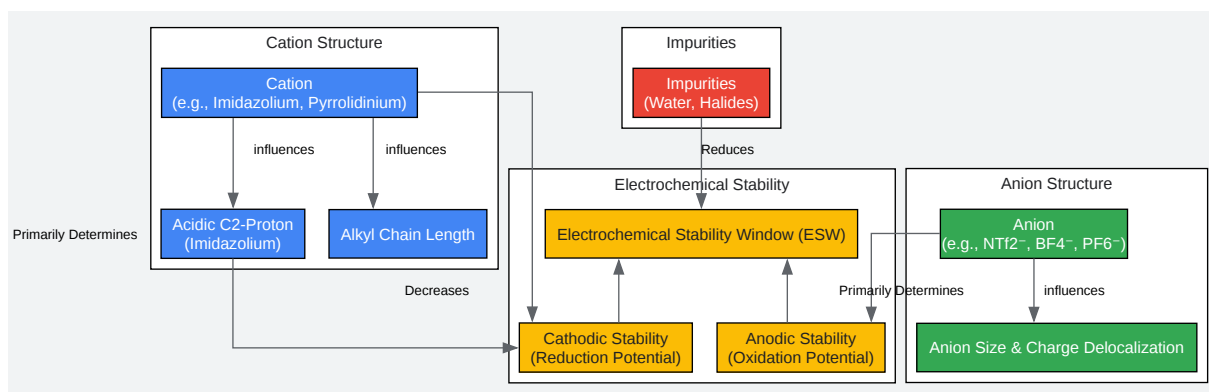 Cation Structure
Cation
(e.g., Imidazolium, Pyrrolidinium)
influences
influences
Acidic C2-Proton
(Imidazolium)
Alkyl Chain Length
Primarily Determines
Decreases
Impurities
Impurities
(Water, Halides)
Reduces
Electrochemical Stability
Electrochemical Stability Window (ESW)
Cathodic Stability
(Reduction Potential)
Anodic Stability
(Oxidation Potential)
Primarily Determines
Anion Structure
Anion
(e.g., NTf2⁻, BF4⁻, PF6⁻)
influences
Anion Size & Charge Delocalization